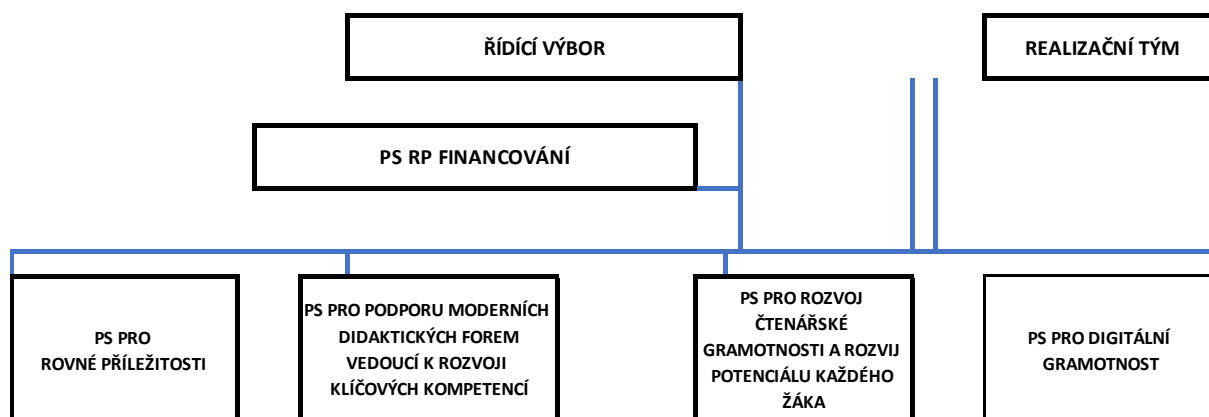 ŘÍDÍCÍ VÝBOR
REALIZAČNÍ TÝM
PS RP FINANCOVÁNÍ
PS PRO
ROVNÉ PŘÍLEŽITOSTI
PS PRO PODPORU MODERNÍCH
DIDAKTICKÝCH FOREM
VEDOUCÍ K ROZVOJI
KLÍČOVÝCH KOMPETENCÍ
PS PRO ROZVOJ
ČTENÁŘSKÉ
GRAMOTNOSTI A ROZVIJ
POTENCIÁLU KAŽDÉHO
ŽÁKA
PS PRO DIGITÁLNÍ
GRAMOTNOST